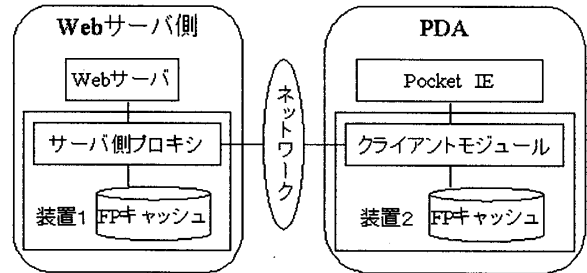 Webサーバ側
Webサーバ
サーバ側プロキシ
装置1
FPキャッシュ
ネットワーク
PDA
Pocket IE
クライアントモジュール
装置2
FPキャッシュ